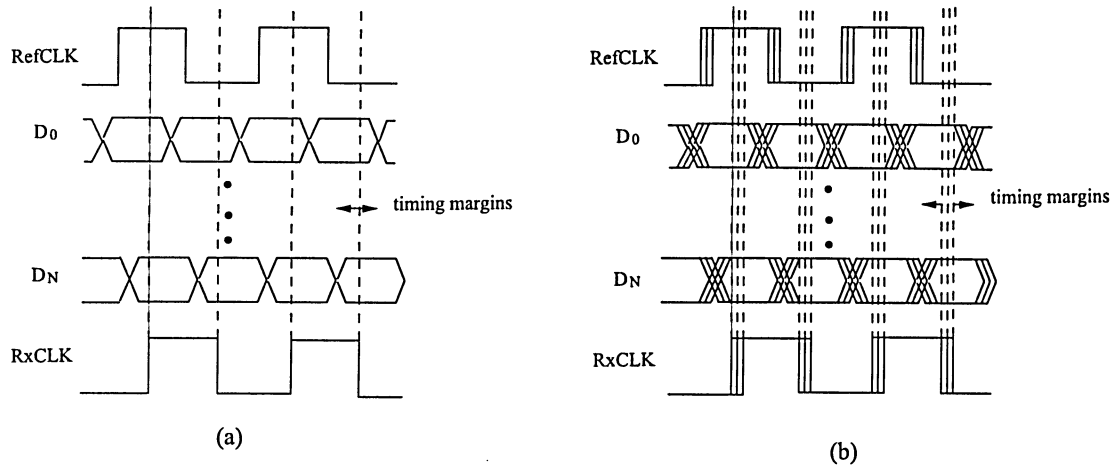 RefCLK
D0
timing margins
DN
RxCLK
(a)
RefCLK
D0
timing margins
DN
RxCLK
(b)